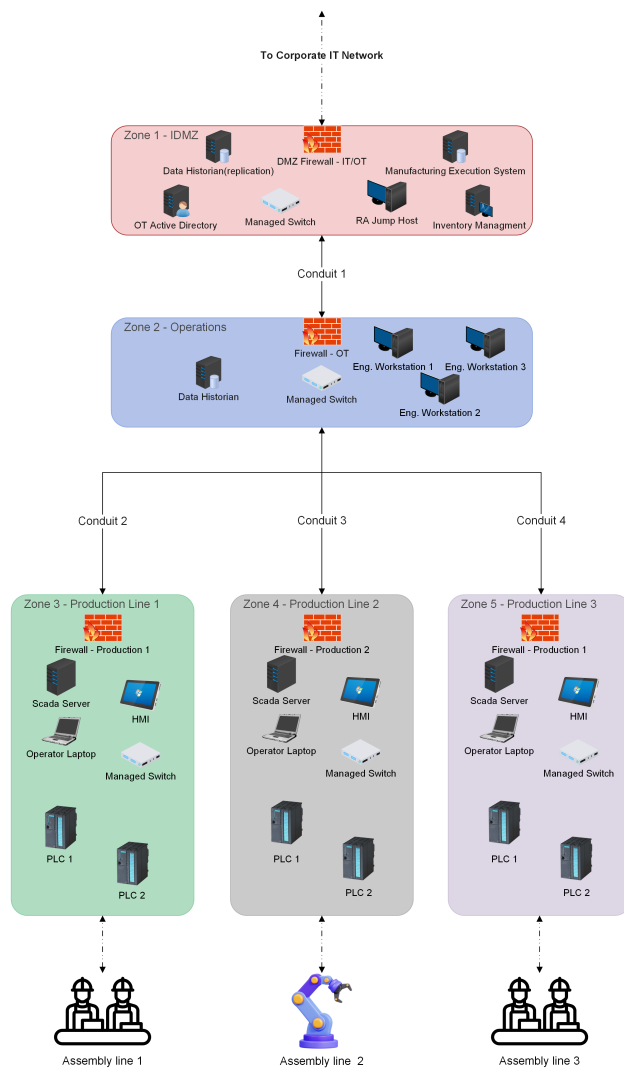 To Corporate IT Network
Zone 1 - IDMZ
Data Historian(replication)
DMZ Firewall - IT/OT
Manufacturing Execution System
OT Active Directory
Managed Switch
RA Jump Host
Inventory Managment
Conduit 1
Zone 2 - Operations
Firewall - OT
Eng. Workstation 1
Eng. Workstation 3
Data Historian
Managed Switch
Eng. Workstation 2
Conduit 2
Conduit 3
Conduit 4
Zone 3 - Production Line 1
Firewall - Production 1
Scada Server
HMI
Operator Laptop
Managed Switch
PLC 1
PLC 2
Assembly line 1
Zone 4 - Production Line 2
Firewall - Production 2
Scada Server
HMI
Operator Laptop
Managed Switch
PLC 1
PLC 2
Assembly line 2
Zone 5 - Production Line 3
Firewall - Production 1
Scada Server
HMI
Operator Laptop
Managed Switch
PLC 1
PLC 2
Assembly line 3